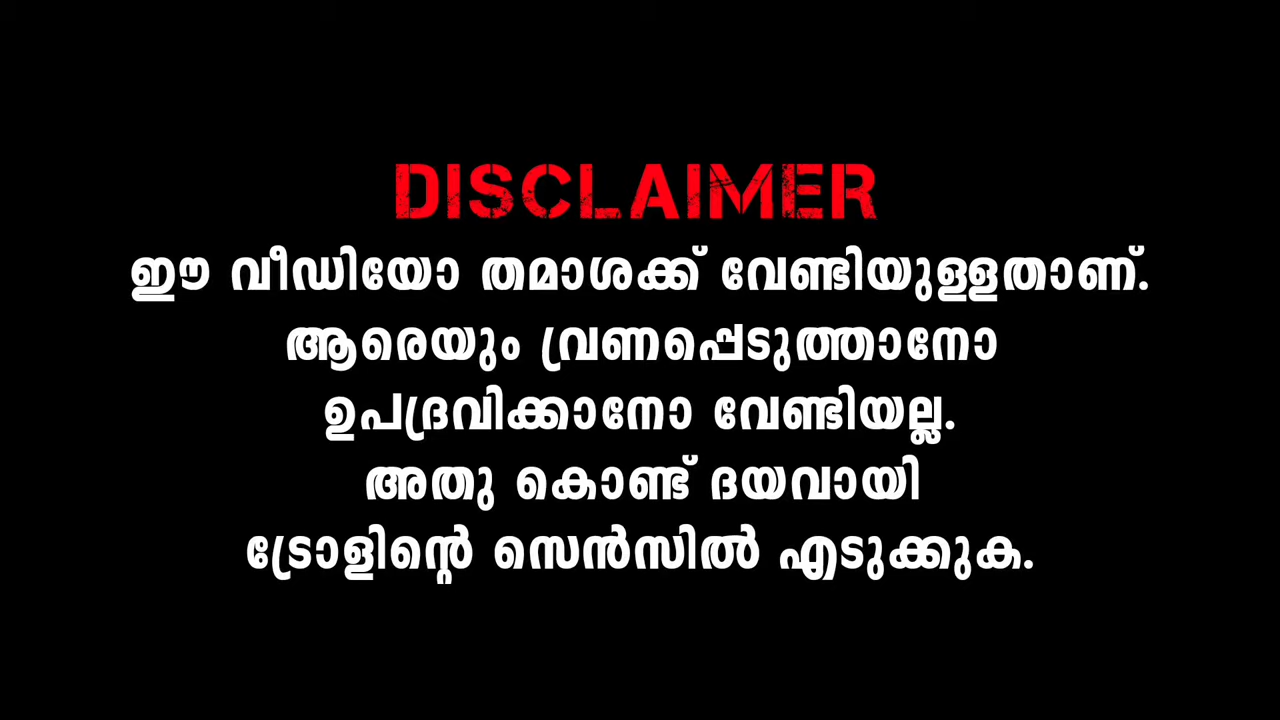 DISCLAIMER
ഈ വീഡിയോ തമാശക്ക് വേണ്ടിയുള്ളതാണ്.
ആരെയും വ്രണപ്പെടുത്താനോ
ഉപദ്രവിക്കാനോ വേണ്ടിയല്ല.
അതു കൊണ്ട് ദയവായി
ട്രോളിന്റെ സെൻസിൽ എടുക്കുക.